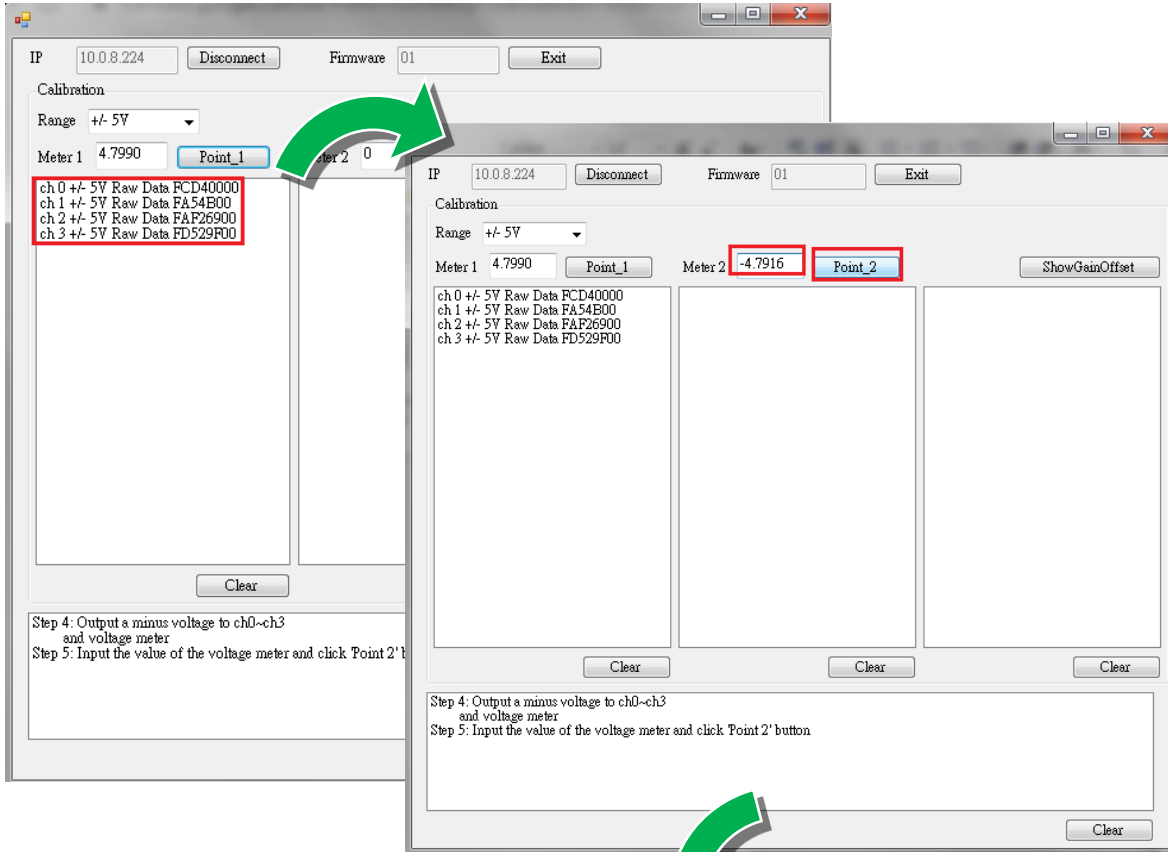 IP 10.0.8.224 Disconnect Firmware 01 Exit
Calibration
Range +/- 5V
Meter 1 4.7990 Point_1 Meter 2 0
ch 0 +/- 5V Raw Data FCD40000
ch 1 +/- 5V Raw Data FA54B00
ch 2 +/- 5V Raw Data FAF26900
ch 3 +/- 5V Raw Data FD529F00
Clear
Step 4: Output a minus voltage to ch0~ch3
and voltage meter
Step 5: Input the value of the voltage meter and click 'Point 2'
IP 10.0.8.224 Disconnect Firmware 01 Exit
Calibration
Range +/- 5V
Meter 1 4.7990 Point_1 Meter 2 -4.7916 Point_2 ShowGainOffset
ch 0 +/- 5V Raw Data FCD40000
ch 1 +/- 5V Raw Data FA54B00
ch 2 +/- 5V Raw Data FAF26900
ch 3 +/- 5V Raw Data FD529F00
Clear Clear Clear
Step 4: Output a minus voltage to ch0~ch3
and voltage meter
Step 5: Input the value of the voltage meter and click 'Point 2' button
Clear